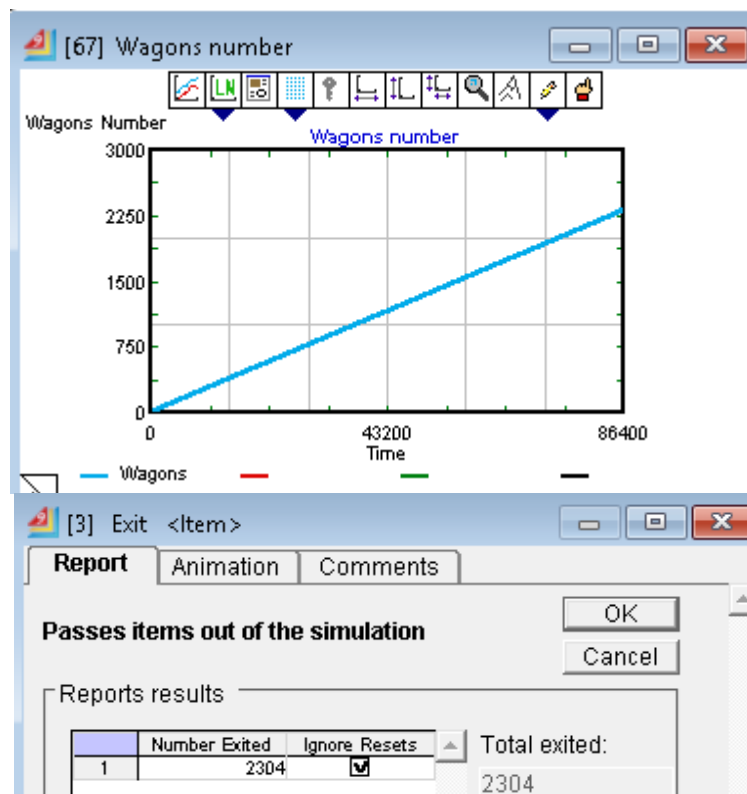 [67] Wagons number
LN
Wagons Number
Wagons number
3000
2250
1500
750
0
0 43200 86400
Time
Wagons
[3] Exit <Item>
Report Animation Comments
Passes items out of the simulation
OK
Cancel
Reports results
Number Exited Ignore Resets
1 2304
Total exited:
2304